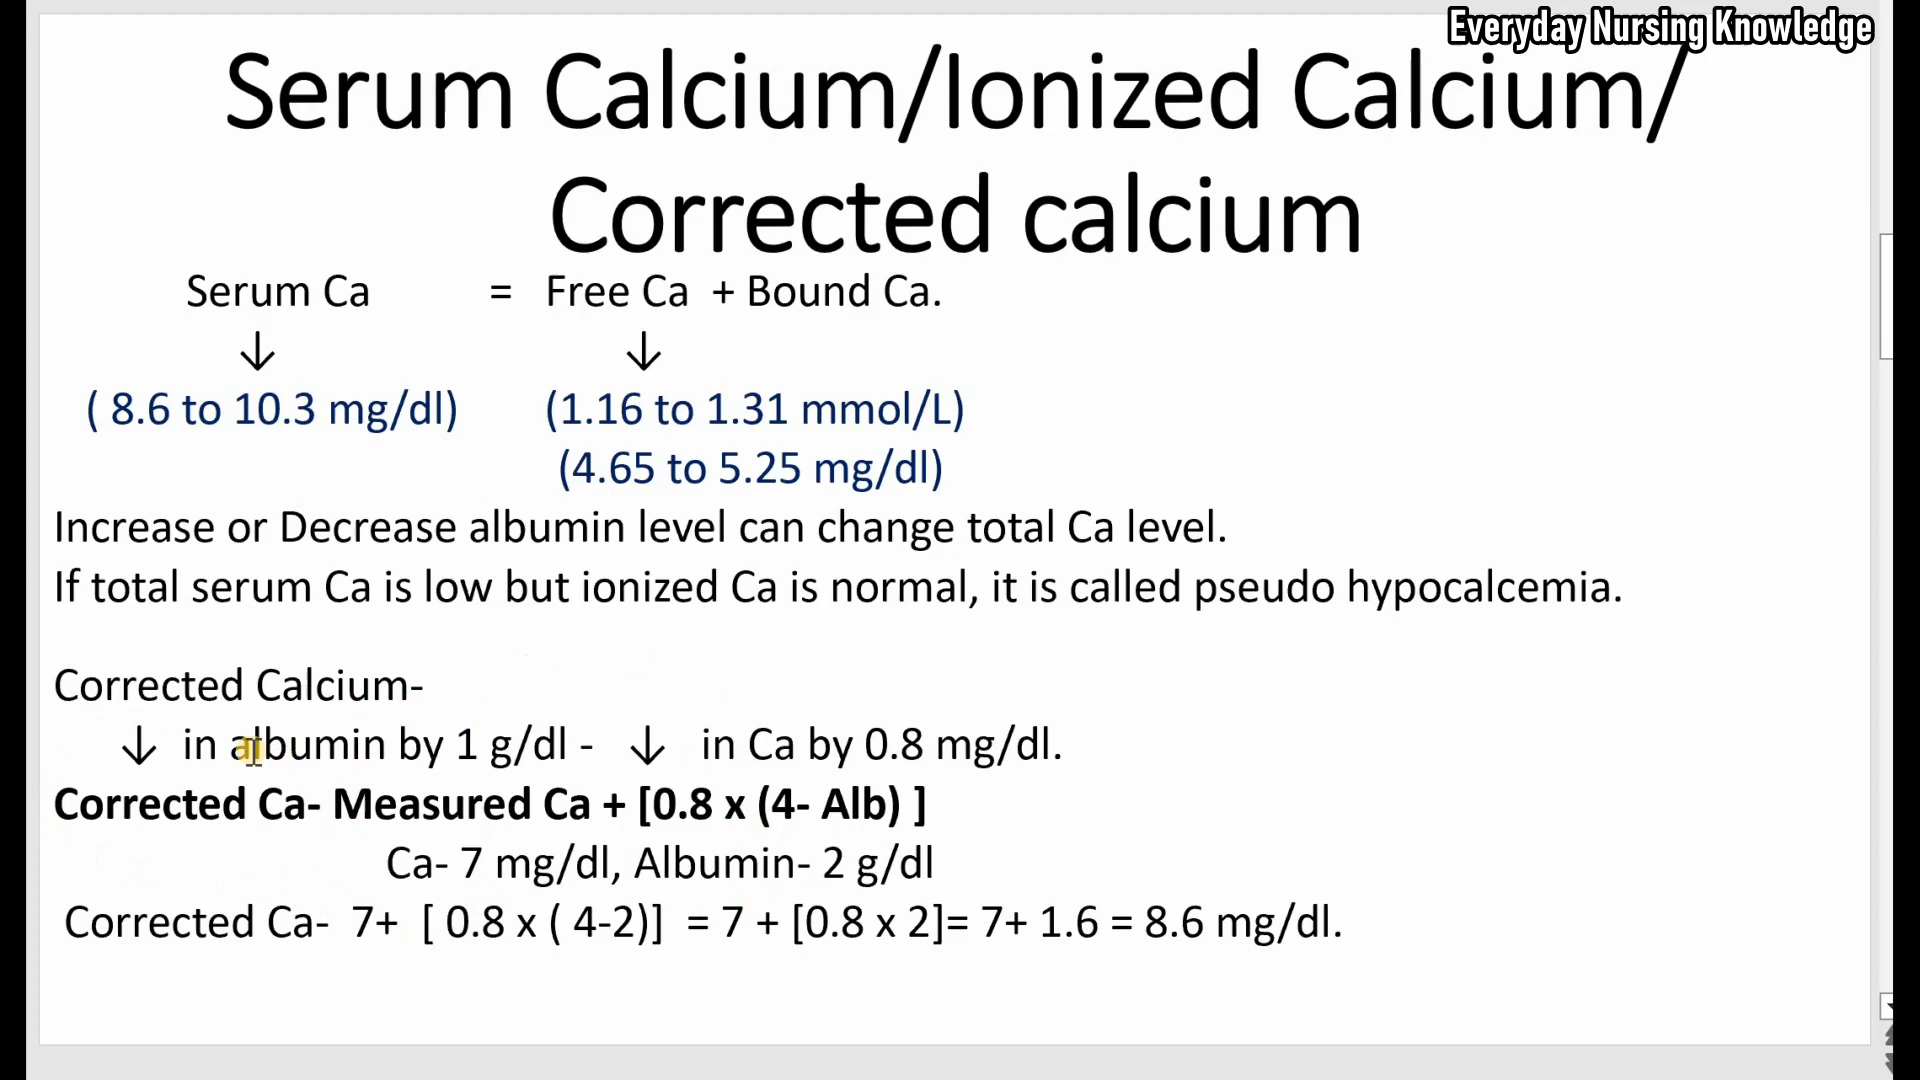 Everyday Nursing Knowledge
Serum Calcium/Ionized Calcium/
Corrected calcium
Serum Ca = Free Ca + Bound Ca.
↓ ↓
( 8.6 to 10.3 mg/dl) (1.16 to 1.31 mmol/L)
(4.65 to 5.25 mg/dl)
Increase or Decrease albumin level can change total Ca level.
If total serum Ca is low but ionized Ca is normal, it is called pseudo hypocalcemia.
Corrected Calcium-
↓ in albumin by 1 g/dl - ↓ in Ca by 0.8 mg/dl.
Corrected Ca- Measured Ca + [0.8 x (4- Alb) ]
Ca- 7 mg/dl, Albumin- 2 g/dl
Corrected Ca- 7+ [ 0.8 x ( 4-2)] = 7 + [0.8 x 2]= 7+ 1.6 = 8.6 mg/dl.